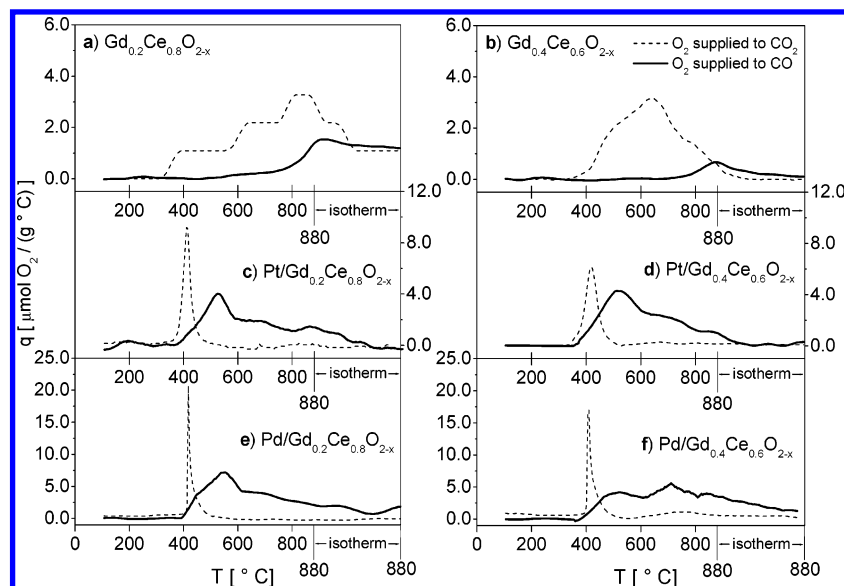 a) Gd0.2Ce0.8O2-x
6.0
4.0
2.0
0.0
200 400 600 800 ←isotherm→
880
b) Gd0.4Ce0.6O2-x
O2 supplied to CO2
O2 supplied to CO
6.0
4.0
2.0
0.0
200 400 600 800 ←isotherm→
880
q [ μmol O2 / (g ° C) ]
c) Pt/Gd0.2Ce0.8O2-x
12.0
8.0
4.0
0.0
200 400 600 800 ←isotherm→
880
d) Pt/Gd0.4Ce0.6O2-x
12.0
8.0
4.0
0.0
200 400 600 800 ←isotherm→
880
e) Pd/Gd0.2Ce0.8O2-x
25.0
20.0
15.0
10.0
5.0
0.0
0 200 400 600 800 ←isotherm→
880 880
T [ ° C]
f) Pd/Gd0.4Ce0.6O2-x
25.0
20.0
15.0
10.0
5.0
0.0
0 200 400 600 800 ←isotherm→
880 880
T [ ° C]